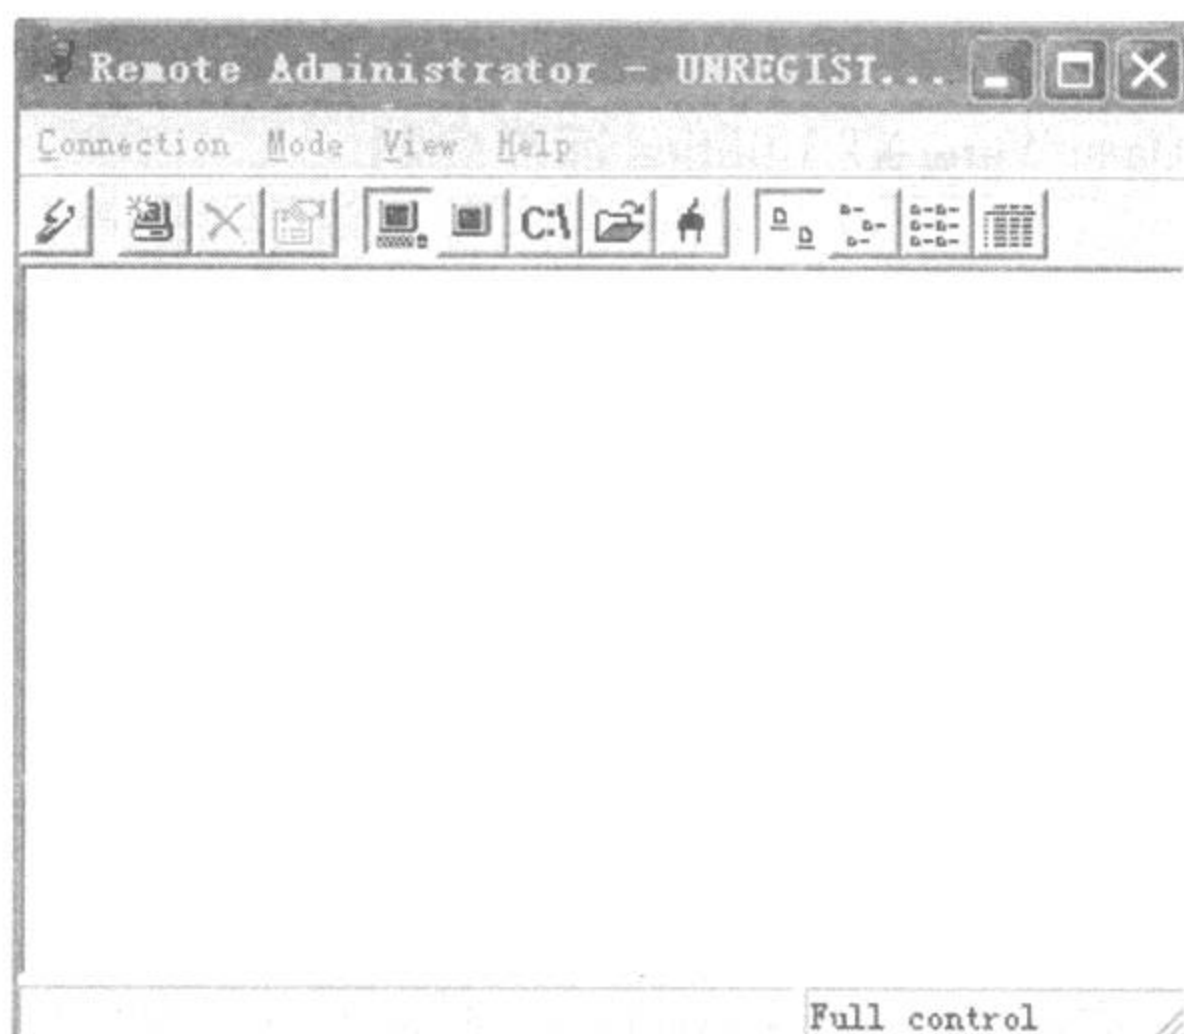 Remote Administrator - UNREGIST...
Connection Mode View Help
C:\
Full control